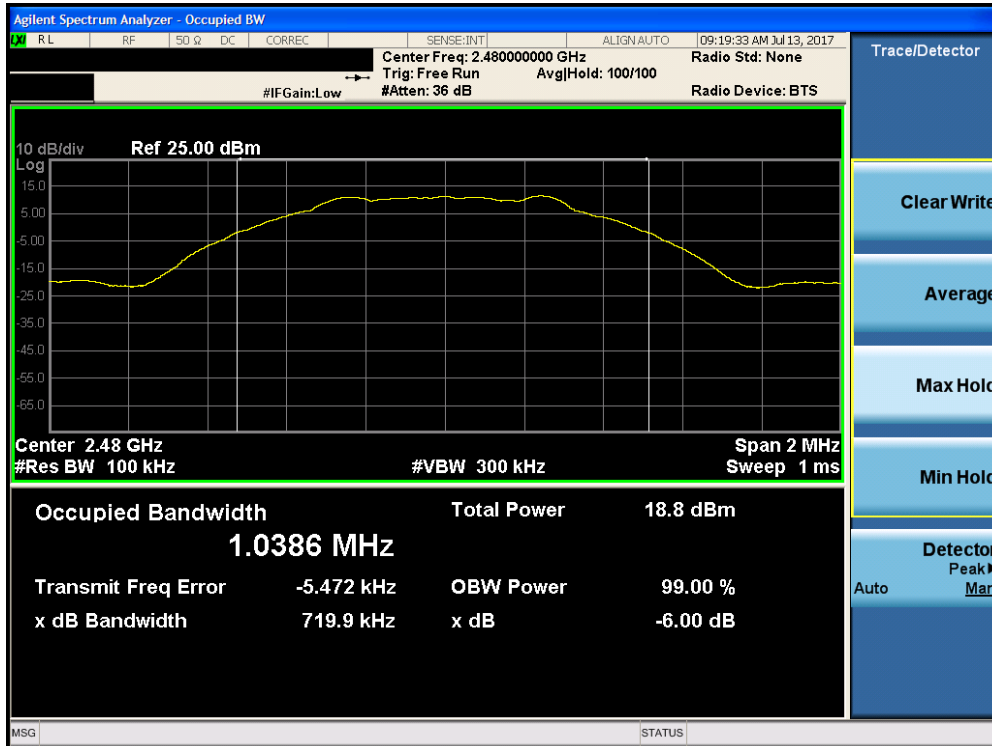 Agilent Spectrum Analyzer - Occupied BW
LXI RL RF 50 Ω DC CORREC SENSE:INT ALIGN AUTO 09:19:33 AM Jul 13, 2017
Center Freq: 2.480000000 GHz Radio Std: None
Trig: Free Run Avg|Hold: 100/100
#IFGain:Low #Atten: 36 dB Radio Device: BTS
10 dB/div Ref 25.00 dBm
Log
15.0
5.00
-5.00
-15.0
-25.0
-35.0
-45.0
-55.0
-65.0
Center 2.48 GHz Span 2 MHz
#Res BW 100 kHz #VBW 300 kHz Sweep 1 ms
Occupied Bandwidth Total Power 18.8 dBm
1.0386 MHz
Transmit Freq Error -5.472 kHz OBW Power 99.00 %
x dB Bandwidth 719.9 kHz x dB -6.00 dB
MSG STATUS
Trace/Detector
Clear Write
Average
Max Hold
Min Hold
Detector
Peak
Auto Man